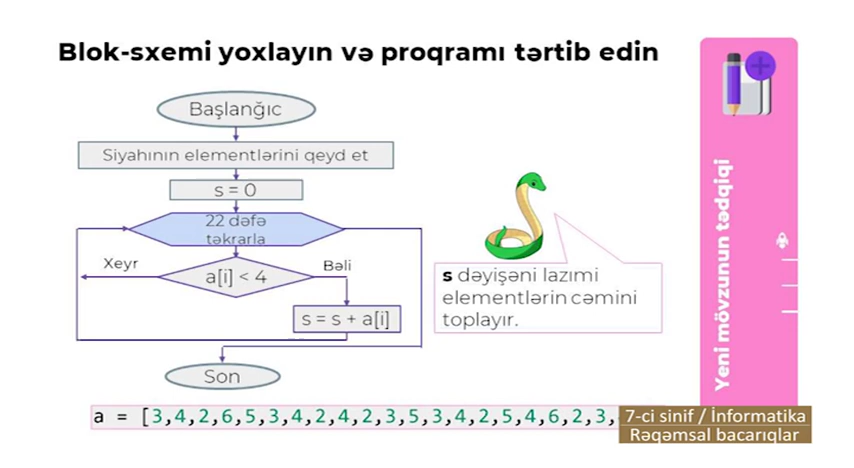 Blok-sxemi yoxlayın və proqramı tərtib edin
Başlanğıc
Siyahının elementlərini qeyd et
s = 0
22 dəfə
təkrarla
Xeyr
a[i] < 4
Bəli
s = s + a[i]
Son
s dəyişəni lazımi
elementlərin cəmini
toplayır.
a = [3,4,2,6,5,3,4,2,4,2,3,5,3,4,2,5,4,6,2,3,
Yeni mövzunun tədqiqi
7-ci sinif / İnformatika
Rəqəmsal bacarıqlar